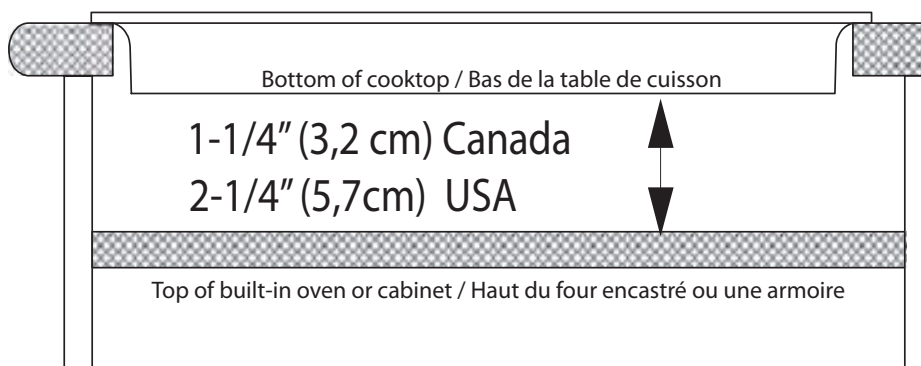 Bottom of cooktop / Bas de la table de cuisson
1-1/4” (3,2 cm) Canada
2-1/4” (5,7cm) USA
Top of built-in oven or cabinet / Haut du four encastré ou une armoire